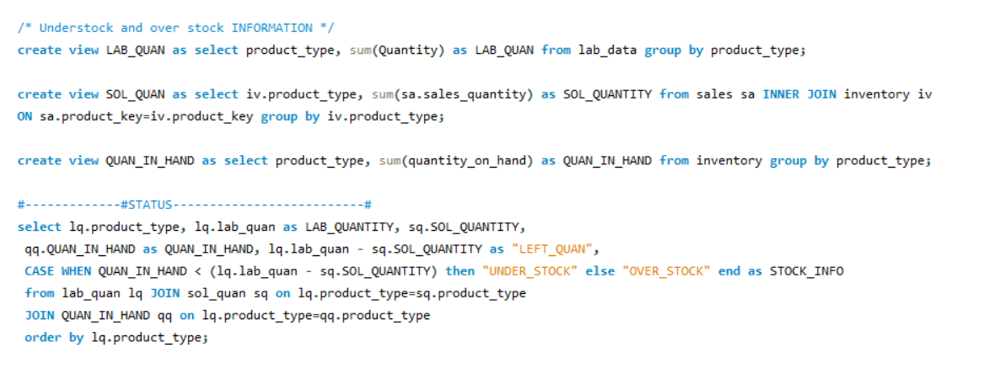 /* Understock and over stock INFORMATION */
create view LAB_QUAN as select product_type, sum(Quantity) as LAB_QUAN from lab_data group by product_type;
create view SOL_QUAN as select iv.product_type, sum(sa.sales_quantity) as SOL_QUANTITY from sales sa INNER JOIN inventory iv
ON sa.product_key=iv.product_key group by iv.product_type;
create view QUAN_IN_HAND as select product_type, sum(quantity_on_hand) as QUAN_IN_HAND from inventory group by product_type;
#-------------#STATUS--------------------------#
select lq.product_type, lq.lab_quan as LAB_QUANTITY, sq.SOL_QUANTITY,
qq.QUAN_IN_HAND as QUAN_IN_HAND, lq.lab_quan - sq.SOL_QUANTITY as "LEFT_QUAN",
CASE WHEN QUAN_IN_HAND < (lq.lab_quan - sq.SOL_QUANTITY) then "UNDER_STOCK" else "OVER_STOCK" end as STOCK_INFO
from lab_quan lq JOIN sol_quan sq on lq.product_type=sq.product_type
JOIN QUAN_IN_HAND qq on lq.product_type=qq.product_type
order by lq.product_type;